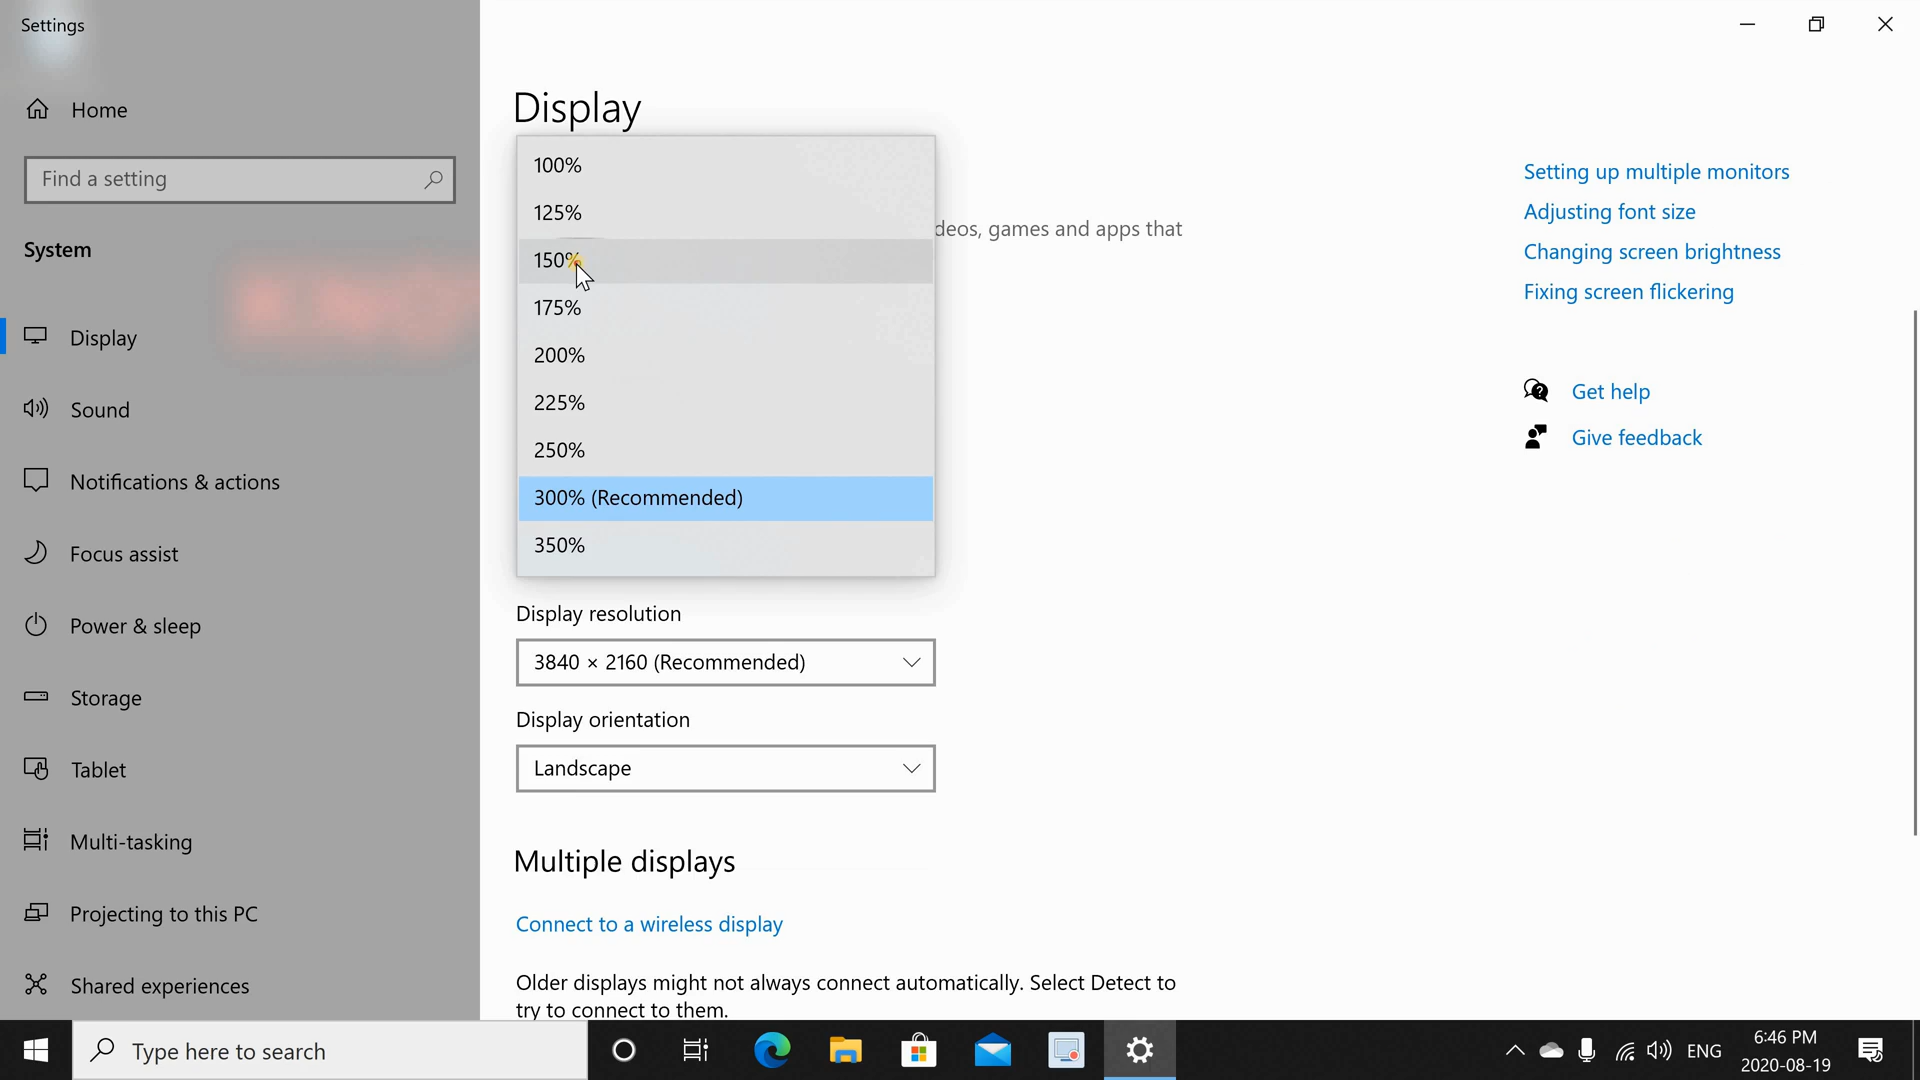 Settings
Home
Find a setting
System
Display
Sound
Notifications & actions
Focus assist
Power & sleep
Storage
Tablet
Multi-tasking
Projecting to this PC
Shared experiences
Display
100%
125%
150%
175%
200%
225%
250%
300% (Recommended)
350%
deos, games and apps that
Display resolution
3840 × 2160 (Recommended)
Display orientation
Landscape
Multiple displays
Connect to a wireless display
Older displays might not always connect automatically. Select Detect to
try to connect to them.
Setting up multiple monitors
Adjusting font size
Changing screen brightness
Fixing screen flickering
Get help
Give feedback
Type here to search
ENG
6:46 PM
2020-08-19